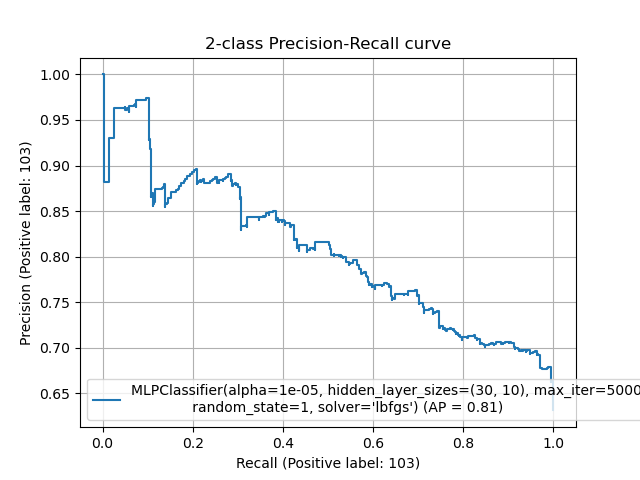 2-class Precision-Recall curve
1.00
0.95
0.90
0.85
0.80
0.75
0.70
0.65
Precision (Positive label: 103)
MLPClassifier(alpha=1e-05, hidden_layer_sizes=(30, 10), max_iter=5000
random_state=1, solver='lbfgs') (AP = 0.81)
0.0 0.2 0.4 0.6 0.8 1.0
Recall (Positive label: 103)